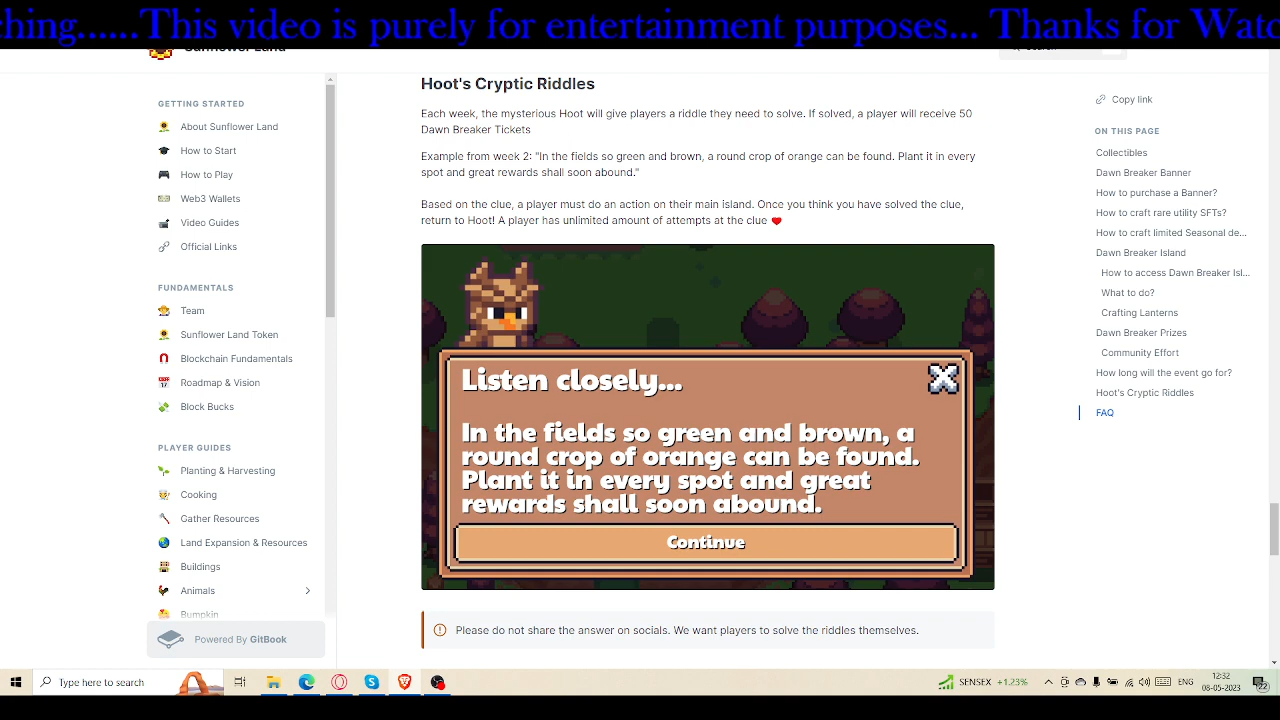 ching......This video is purely for entertainment purposes... Thanks for Watc
Sunflower Land
Search
GETTING STARTED
About Sunflower Land
How to Start
How to Play
Web3 Wallets
Video Guides
Official Links
FUNDAMENTALS
Team
Sunflower Land Token
Blockchain Fundamentals
Roadmap & Vision
Block Bucks
PLAYER GUIDES
Planting & Harvesting
Cooking
Gather Resources
Land Expansion & Resources
Buildings
Animals
Bumpkin
Powered By GitBook
Hoot's Cryptic Riddles
Each week, the mysterious Hoot will give players a riddle they need to solve. If solved, a player will receive 50
Dawn Breaker Tickets
Example from week 2: "In the fields so green and brown, a round crop of orange can be found. Plant it in every
spot and great rewards shall soon abound."
Based on the clue, a player must do an action on their main island. Once you think you have solved the clue,
return to Hoot! A player has unlimited amount of attempts at the clue
Listen closely...
In the fields so green and brown, a
round crop of orange can be found.
Plant it in every spot and great
rewards shall soon abound.
Continue
Please do not share the answer on socials. We want players to solve the riddles themselves.
Copy link
ON THIS PAGE
Collectibles
Dawn Breaker Banner
How to purchase a Banner?
How to craft rare utility SFTs?
How to craft limited Seasonal de...
Dawn Breaker Island
How to access Dawn Breaker Isl...
What to do?
Crafting Lanterns
Dawn Breaker Prizes
Community Effort
How long will the event go for?
Hoot's Cryptic Riddles
FAQ
Type here to search
SENSEX +1.23%
ENG
12:32
08-05-2023
22